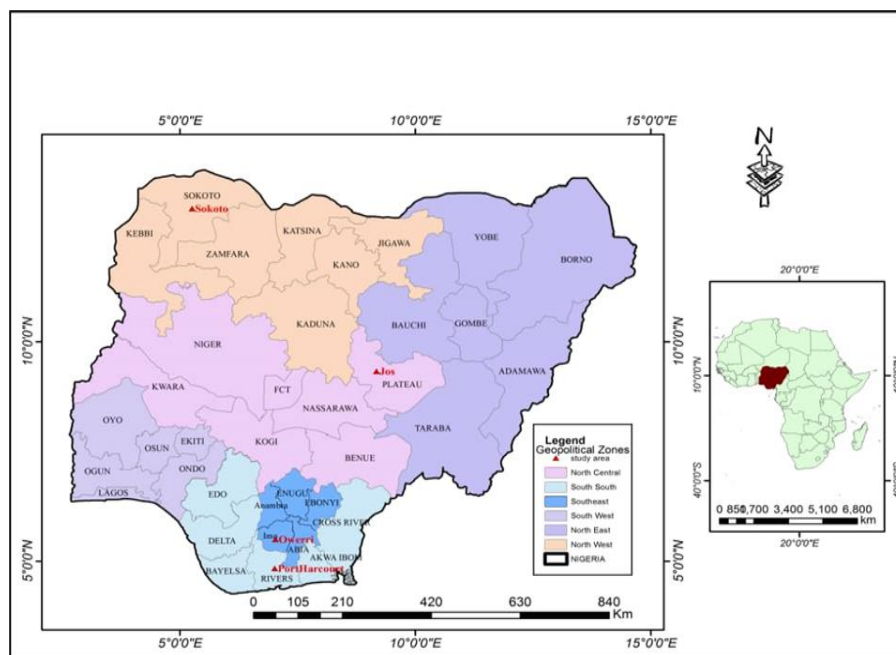 5°0'0"E 10°0'0"E 15°0'0"E
N
SOKOTO
Sokoto
KEBBI
KATSINA
ZAMFARA
JIGAWA
KANO
YOBE
BORNO
KADUNA
BAUCHI
GOMBE
NIGER
ADAMAWA
Jos
PLATEAU
KWARA
FCT
NASSARAWA
TARABA
OYO
KOGI
BENUE
OSUN
EKITI
OGUN
ONDO
LAGOS
EDO
ENUGU
Anambra
EBONYI
CROSS RIVER
DELTA
Imo
Owerri
ABIA
AKWA IBOM
BAYELSA
PortHarcourt
RIVERS
10°0'0"N
5°0'0"N
10°0'0"N
5°0'0"N
0 105 210 420 630 840
Km
5°0'0"E 10°0'0"E 15°0'0"E
Legend
Geopolitical Zones
study area
North Central
South South
Southeast
South West
North East
North West
NIGERIA
20°0'0"E
10°0'0"N
40°0'0"S
0 850 1,700 3,400 5,100 6,800
km
20°0'0"E